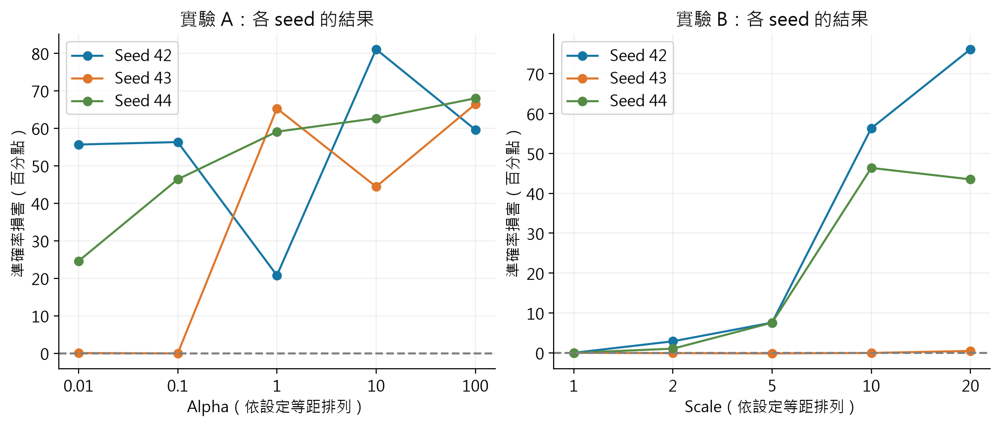 實驗 A：各 seed 的結果
Seed 42
Seed 43
Seed 44
準確率損害（百分點）
80
70
60
50
40
30
20
10
0
0.01 0.1 1 10 100
Alpha（依設定等距排列）
實驗 B：各 seed 的結果
Seed 42
Seed 43
Seed 44
準確率損害（百分點）
70
60
50
40
30
20
10
0
1 2 5 10 20
Scale（依設定等距排列）